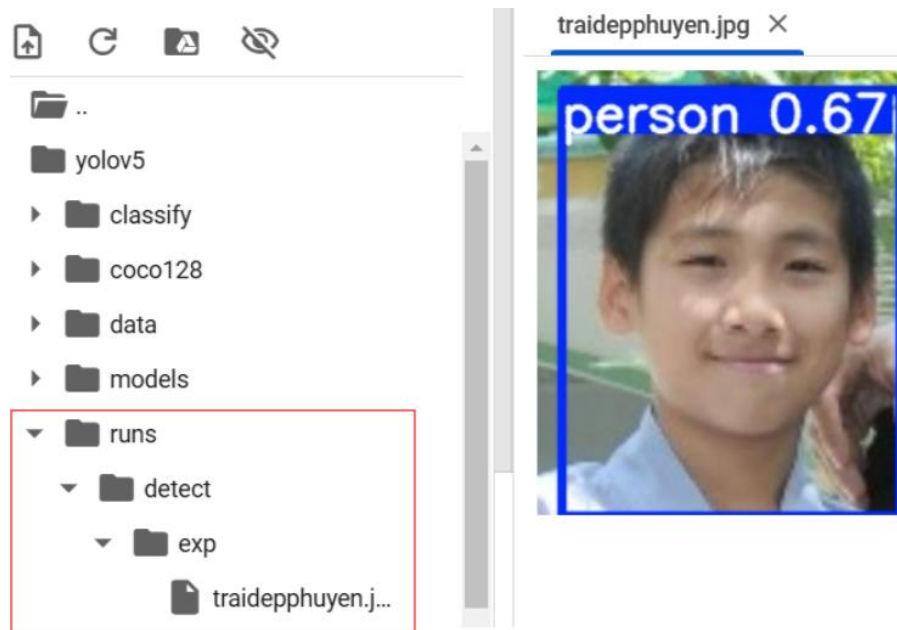 ..
yolov5
classify
coco128
data
models
runs
detect
exp
traidepphuyen.j...
traidepphuyen.jpg
person 0.67